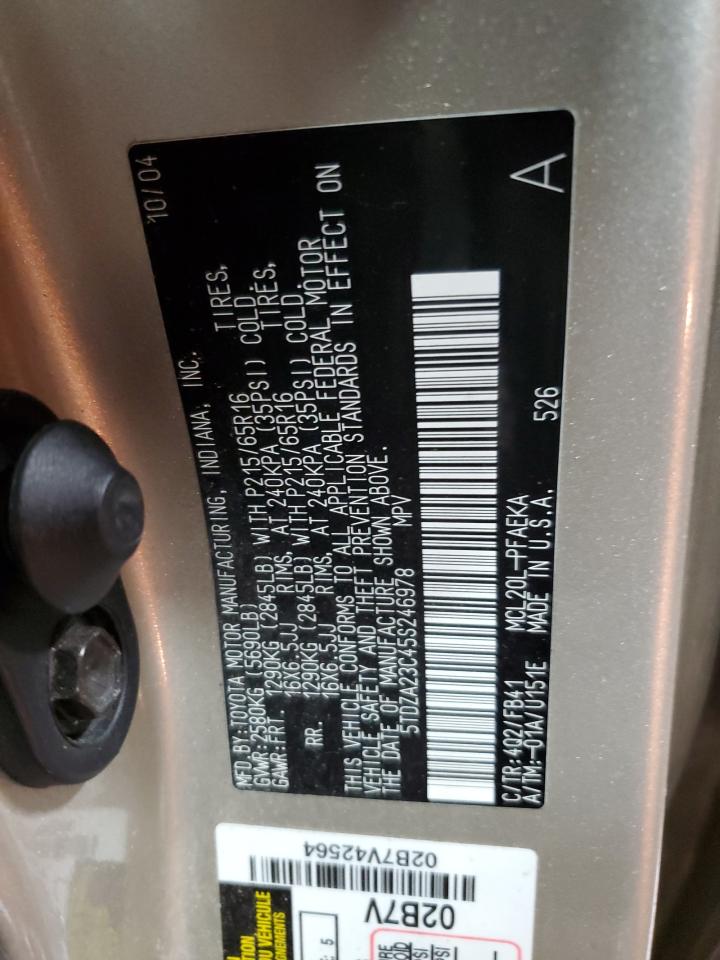 MFD.BY:TOYOTA MOTOR MANUFACTURING, INDIANA, INC. 10/04
GVWR:2580KG (5690LB)
GAWR:FRT. 1290KG (2845LB) WITH P215/65R16 TIRES,
16X6.5JJ RIMS, AT 240KPA (35PSI) COLD.
RR. 1290KG (2845LB) WITH P215/65R16 TIRES,
16X6.5JJ RIMS, AT 240KPA (35PSI) COLD.
THIS VEHICLE CONFORMS TO ALL APPLICABLE FEDERAL MOTOR
VEHICLE SAFETY AND THEFT PREVENTION STANDARDS IN EFFECT ON
THE DATE OF MANUFACTURE SHOWN ABOVE.
5TDZA23C45S246978 MPV
C/TR:4Q2/FB41 MCL20L-PFAEKA 526 A
A/TM:-01A/U151E MADE IN U.S.A.
02B7V42564
02B7V
DU VÉHICULE
: 5